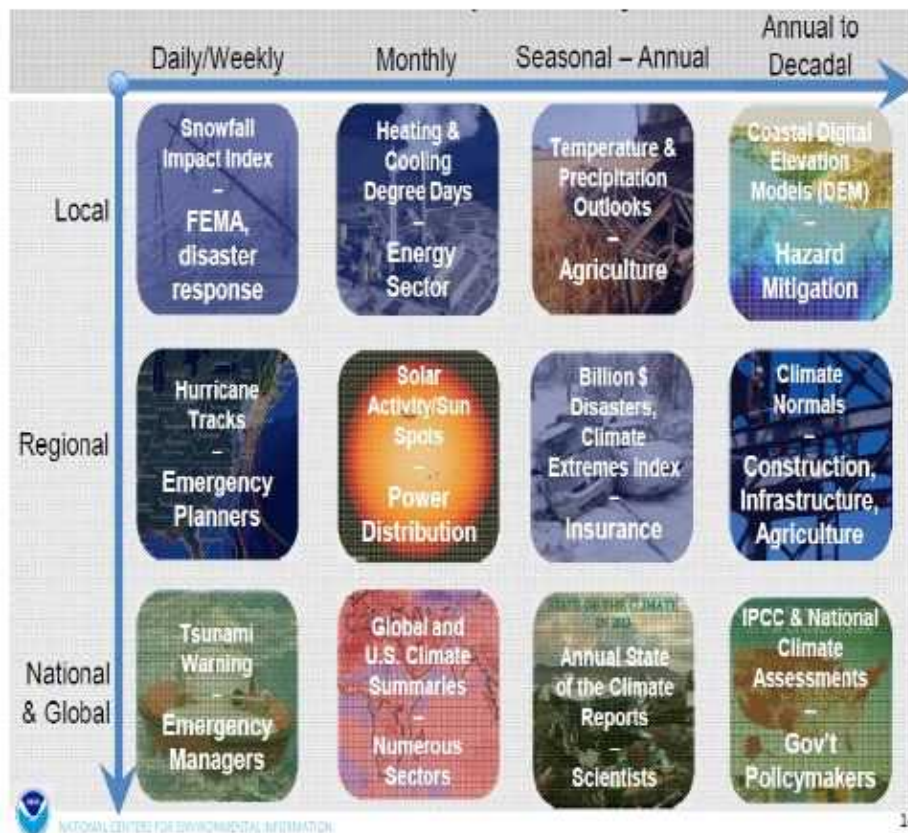 Daily/Weekly
Monthly
Seasonal – Annual
Annual to
Decadal
Local
Snowfall
Impact Index
–
FEMA,
disaster
response
Heating &
Cooling
Degree Days
–
Energy
Sector
Temperature &
Precipitation
Outlooks
–
Agriculture
Coastal Digital
Elevation
Models (DEM)
–
Hazard
Mitigation
Regional
Hurricane
Tracks
–
Emergency
Planners
Solar
Activity/Sun
Spots
–
Power
Distribution
Billion $
Disasters,
Climate
Extremes Index
–
Insurance
Climate
Normals
–
Construction,
Infrastructure,
Agriculture
National
& Global
Tsunami
Warning
–
Emergency
Managers
Global and
U.S. Climate
Summaries
–
Numerous
Sectors
STATE OF THE CLIMATE
Annual State
of the Climate
Reports
–
Scientists
IPCC & National
Climate
Assessments
–
Gov't
Policymakers
NATIONAL CENTERS FOR ENVIRONMENTAL INFORMATION